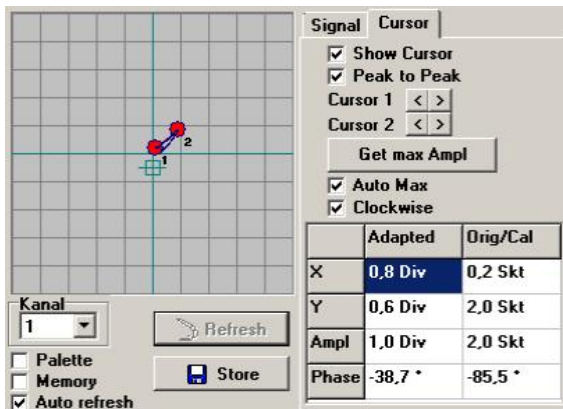 Signal Cursor
Show Cursor
Peak to Peak
Cursor 1 < >
Cursor 2 < >
Get max Ampl
Auto Max
Clockwise
Adapted Orig/Cal
X 0,8 Div 0,2 Skt
Y 0,6 Div 2,0 Skt
Ampl 1,0 Div 2,0 Skt
Phase -38,7 ° -85,5 °
1
2
Kanal
1
Refresh
Palette
Memory
Auto refresh
Store